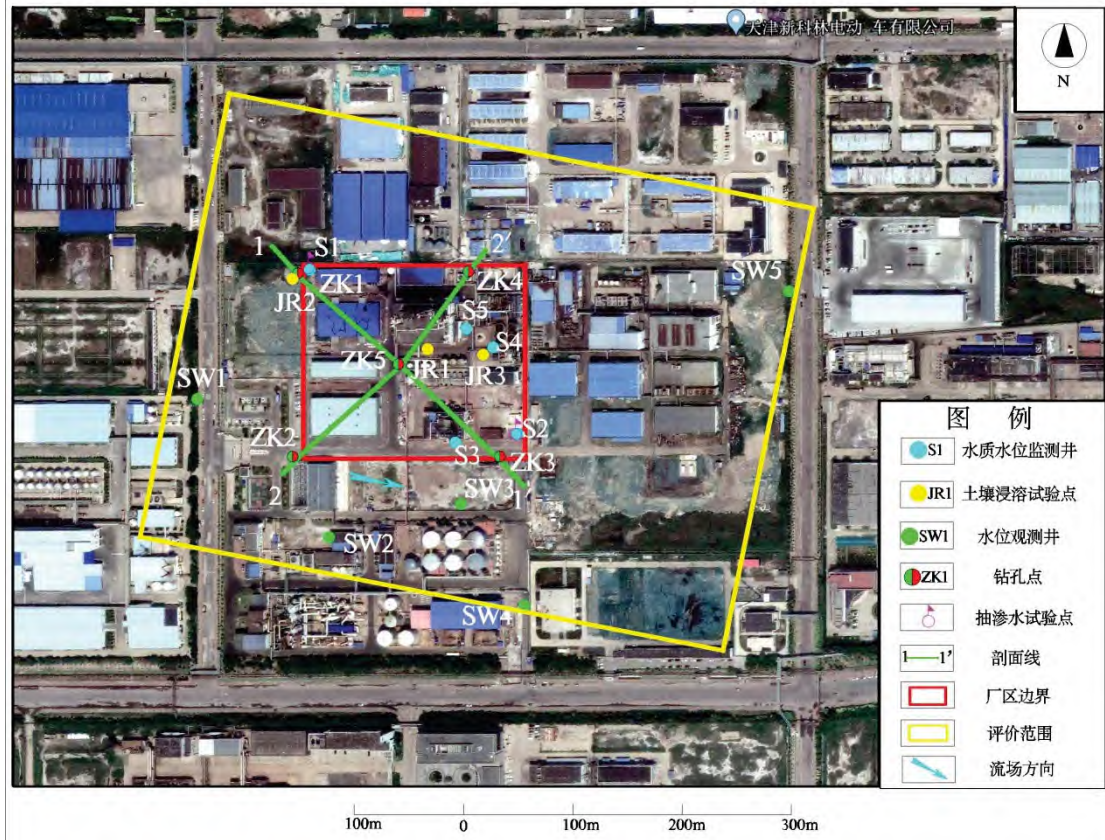 天津新科林电动 车有限公司
N
1
S1
2'
ZK1
ZK4
SW5
JR2
S5
S4
ZK5
JR1
JR3
SW1
S2
ZK2
S3
ZK3
2
SW3
1'
SW2
SW4
图 例
S1 水质水位监测井
JR1 土壤浸溶试验点
SW1 水位观测井
ZK1 钻孔点
抽渗水试验点
1 1' 剖面线
厂区边界
评价范围
流场方向
100m 0 100m 200m 300m